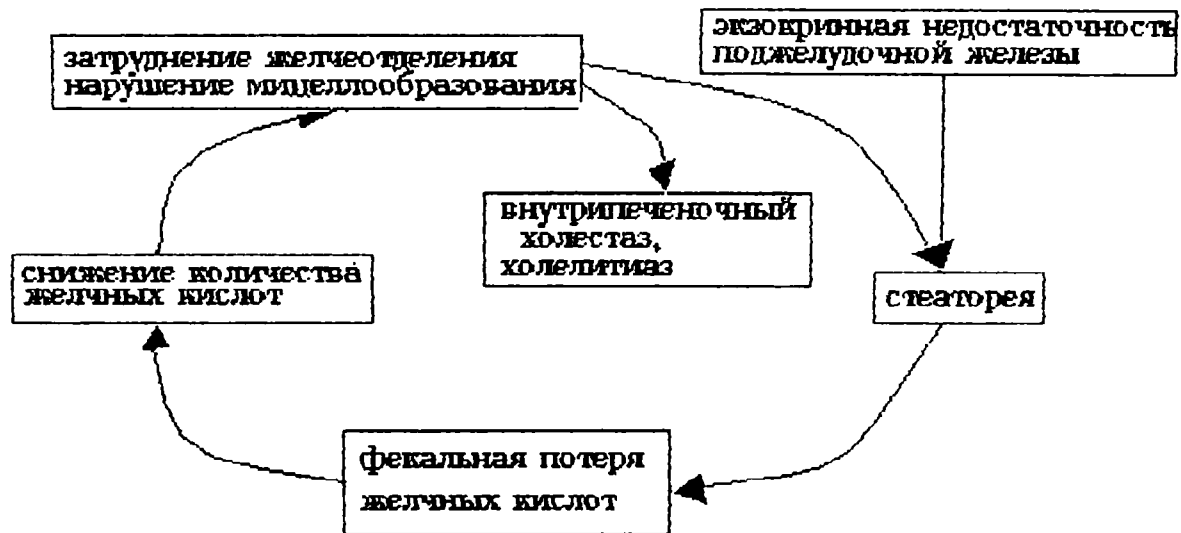 экзокринная недостаточность
поджелудочной железы
затруднение желчеотделения
нарушение мицеллообразования
внутрипеченочный
холестаз,
холелитиаз
снижение количества
желчных кислот
стеаторея
фекальная потеря
желчных кислот